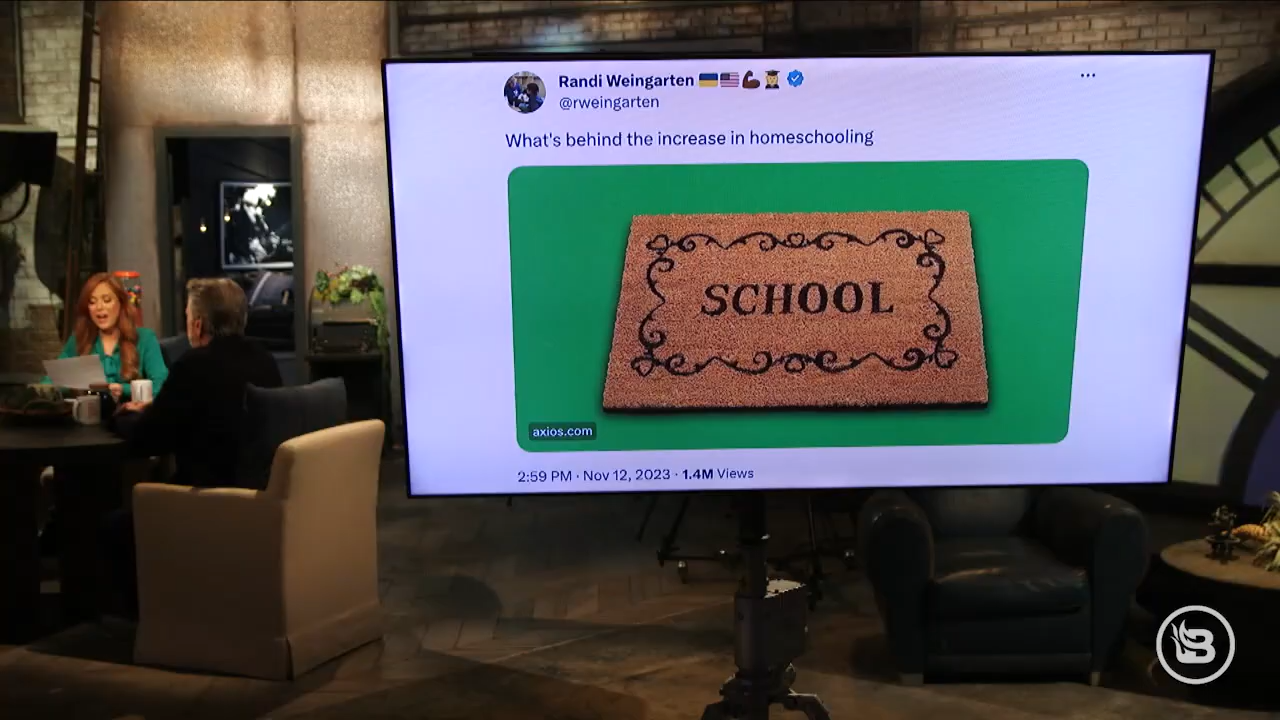 Randi Weingarten 🇺🇦🇺🇸💪🏿👩‍🎓
@rweingarten
What's behind the increase in homeschooling
SCHOOL
axios.com
2:59 PM · Nov 12, 2023 · 1.4M Views
B